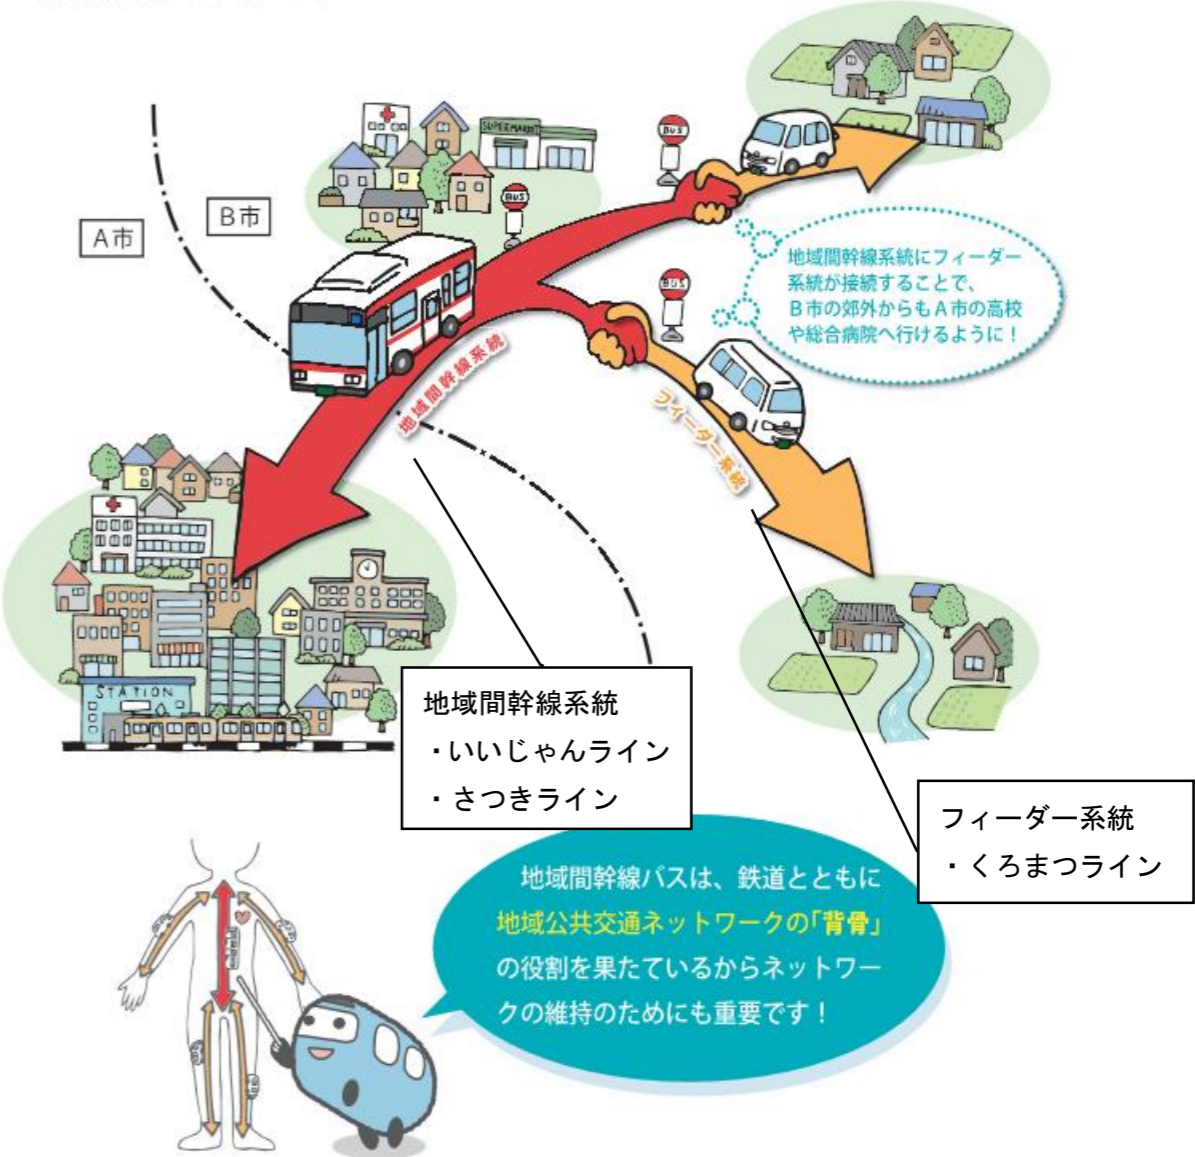 SUPERMARKET
BUS
BUS
BUS
A市
B市
地域間幹線系統にフィーダー
系統が接続することで、
B市の郊外からもA市の高校
や総合病院へ行けるように！
地域間幹線系統
フィーダー系統
STATION
地域間幹線系統
・いいじゃんライン
・さつきライン
フィーダー系統
・くろまつライン
地域間幹線バスは、鉄道とともに
地域公共交通ネットワークの「背骨」
の役割を果たているからネットワー
クの維持のためにも重要です！